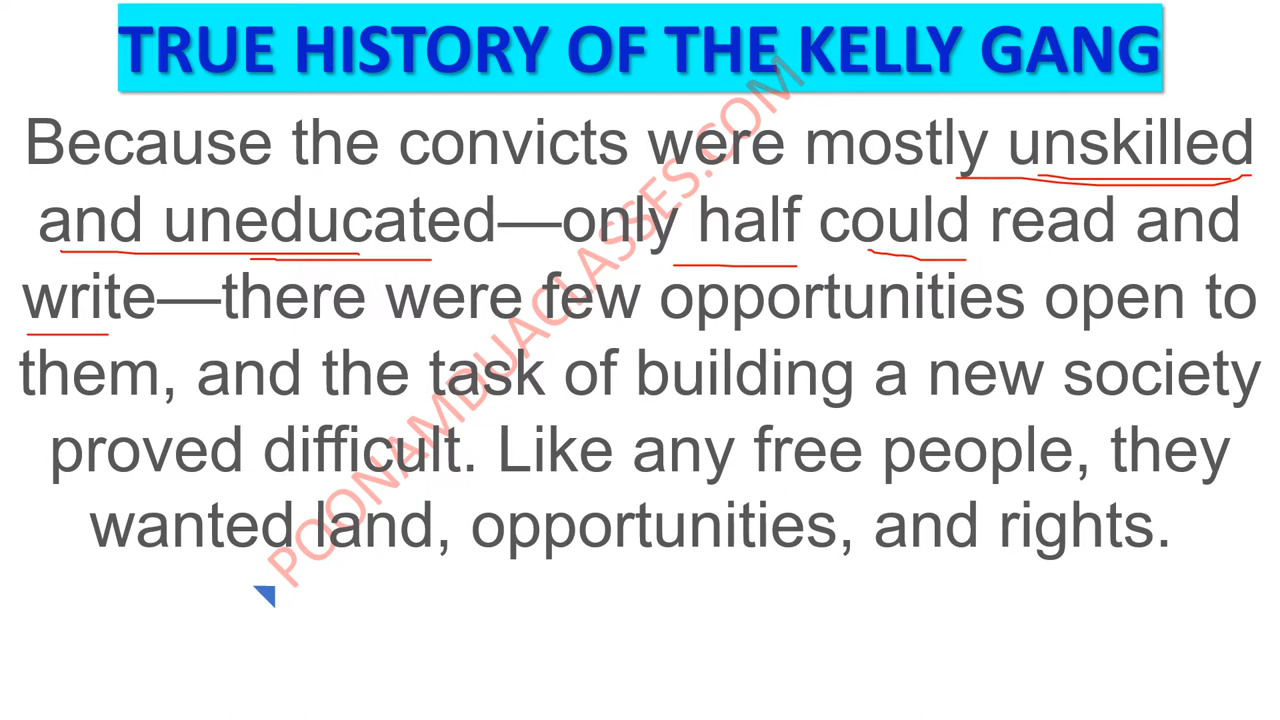 TRUE HISTORY OF THE KELLY GANG
Because the convicts were mostly unskilled
and uneducated—only half could read and
write—there were few opportunities open to
them, and the task of building a new society
proved difficult. Like any free people, they
wanted land, opportunities, and rights.
POONAMDUACLASSES.COM